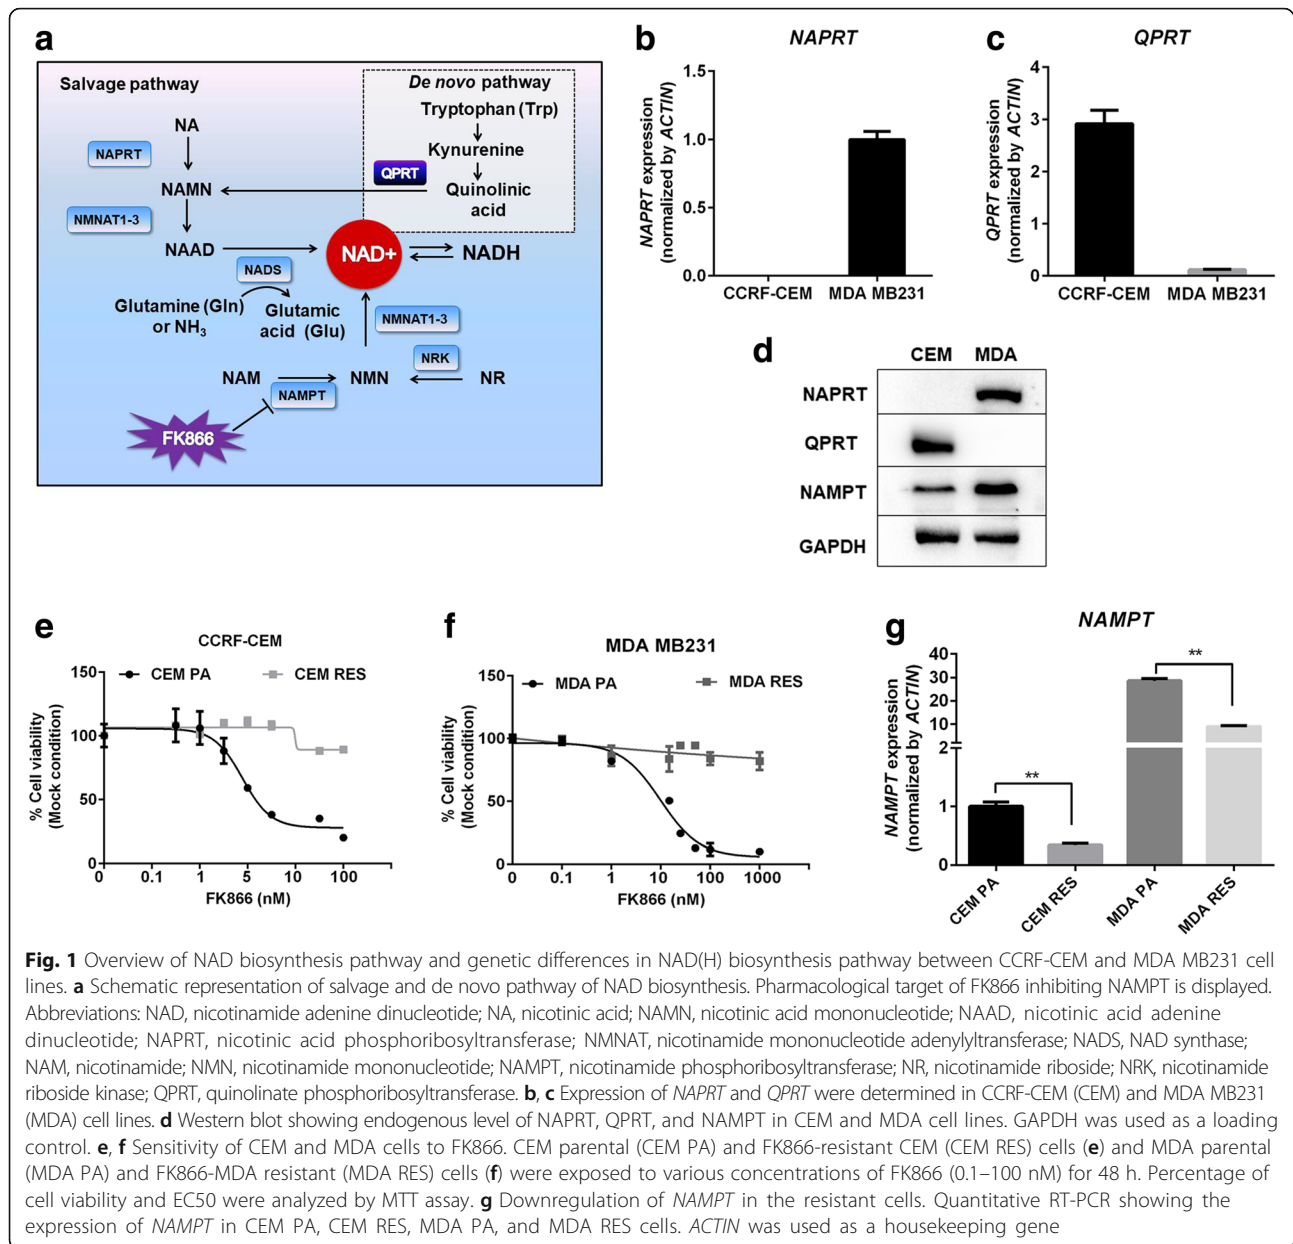 a
Salvage pathway
De novo pathway
Tryptophan (Trp)
NA
NAPRT
Kynurenine
QPRT
NAMN
Quinolinic
acid
NMNAT1-3
NAAD
NAD+
NADH
NADS
Glutamine (Gln)
or NH3
Glutamic
acid (Glu)
NMNAT1-3
NRK
NAM
NMN
NR
NAMPT
FK866
b
NAPRT
NAPRT expression
(normalized by ACTIN)
1.5
1.0
0.5
0.0
CCRF-CEM MDA MB231
c
QPRT
QPRT expression
(normalized by ACTIN)
4
3
2
1
0
CCRF-CEM MDA MB231
d
CEM MDA
NAPRT
QPRT
NAMPT
GAPDH
e
CCRF-CEM
CEM PA CEM RES
% Cell viability
(Mock condition)
150
100
50
0
0 0.1 1 5 10 100
FK866 (nM)
f
MDA MB231
MDA PA MDA RES
% Cell viability
(Mock condition)
150
100
50
0
0 0.1 1 10 100 1000
FK866 (nM)
g
NAMPT
NAMPT expression
(normalized by ACTIN)
40
30
20
10
2
1
0
**
**
CEM PA
CEM RES
MDA PA
MDA RES
Fig. 1 Overview of NAD biosynthesis pathway and genetic differences in NAD(H) biosynthesis pathway between CCRF-CEM and MDA MB231 cell
lines. a Schematic representation of salvage and de novo pathway of NAD biosynthesis. Pharmacological target of FK866 inhibiting NAMPT is displayed.
Abbreviations: NAD, nicotinamide adenine dinucleotide; NA, nicotinic acid; NAMN, nicotinic acid mononucleotide; NAAD, nicotinic acid adenine
dinucleotide; NAPRT, nicotinic acid phosphoribosyltransferase; NMNAT, nicotinamide mononucleotide adenylyltransferase; NADS, NAD synthase;
NAM, nicotinamide; NMN, nicotinamide mononucleotide; NAMPT, nicotinamide phosphoribosyltransferase; NR, nicotinamide riboside; NRK, nicotinamide
riboside kinase; QPRT, quinolinate phosphoribosyltransferase. b, c Expression of NAPRT and QPRT were determined in CCRF-CEM (CEM) and MDA MB231
(MDA) cell lines. d Western blot showing endogenous level of NAPRT, QPRT, and NAMPT in CEM and MDA cell lines. GAPDH was used as a loading
control. e, f Sensitivity of CEM and MDA cells to FK866. CEM parental (CEM PA) and FK866-resistant CEM (CEM RES) cells (e) and MDA parental
(MDA PA) and FK866-MDA resistant (MDA RES) cells (f) were exposed to various concentrations of FK866 (0.1–100 nM) for 48 h. Percentage of
cell viability and EC50 were analyzed by MTT assay. g Downregulation of NAMPT in the resistant cells. Quantitative RT-PCR showing the
expression of NAMPT in CEM PA, CEM RES, MDA PA, and MDA RES cells. ACTIN was used as a housekeeping gene